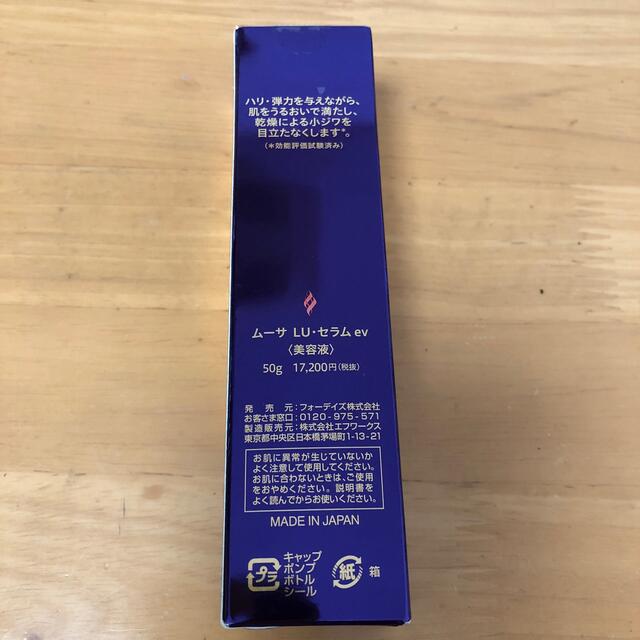 ハリ・弾力を与えながら、
肌をうるおいで満たし、
乾燥による小ジワを
目立たなくします*。
(*効能評価試験済み)
ムーサ LU・セラム ev
〈美容液〉
50g 17,200円(税抜)
発売元:フォーデイズ株式会社
お客さま窓口:0120-975-571
製造販売元:株式会社エフワークス
東京都中央区日本橋茅場町1-13-21
お肌に異常が生じていないか
よく注意して使用してください。
お肌に合わないときは、ご使用
をおやめください。説明書を
よく読んでからお使いください。
MADE IN JAPAN
プラ
キャップ
ポンプ
ボトル
シール
紙
箱